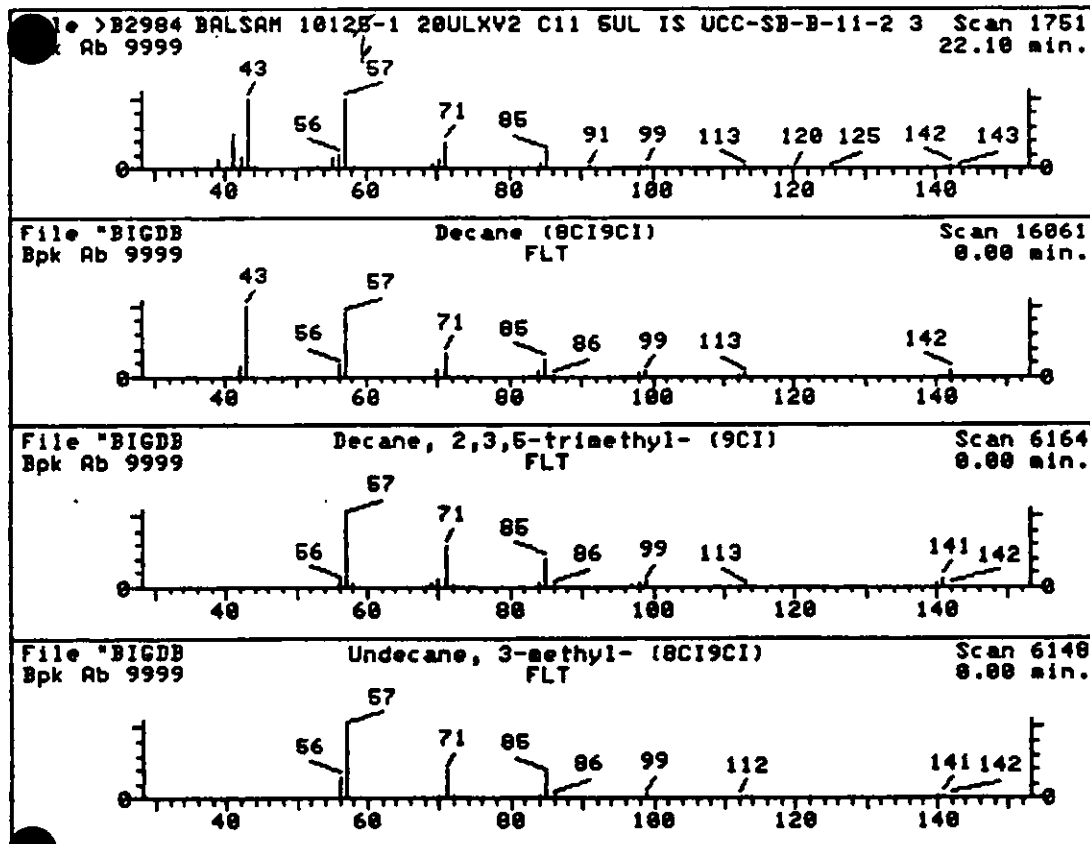 le >B2984 BALSAM 10125-1 20ULXV2 C11 5UL IS UCC-SB-B-11-2 3 Scan 1751
k Ab 9999 22.10 min.
43 57
56 71 85 91 99 113 120 125 142 143
0 0
40 60 80 100 120 140
File "BIGDB Decane (8CI9CI) Scan 16061
Bpk Ab 9999 FLT 0.00 min.
43 57
56 71 85 86 99 113 142
0 0
40 60 80 100 120 140
File "BIGDB Decane, 2,3,5-trimethyl- (9CI) Scan 6164
Bpk Ab 9999 FLT 0.00 min.
57
56 71 85 86 99 113 141 142
0 0
40 60 80 100 120 140
File "BIGDB Undecane, 3-methyl- (8CI9CI) Scan 6148
Bpk Ab 9999 FLT 0.00 min.
57
56 71 85 86 99 112 141 142
0 0
40 60 80 100 120 140